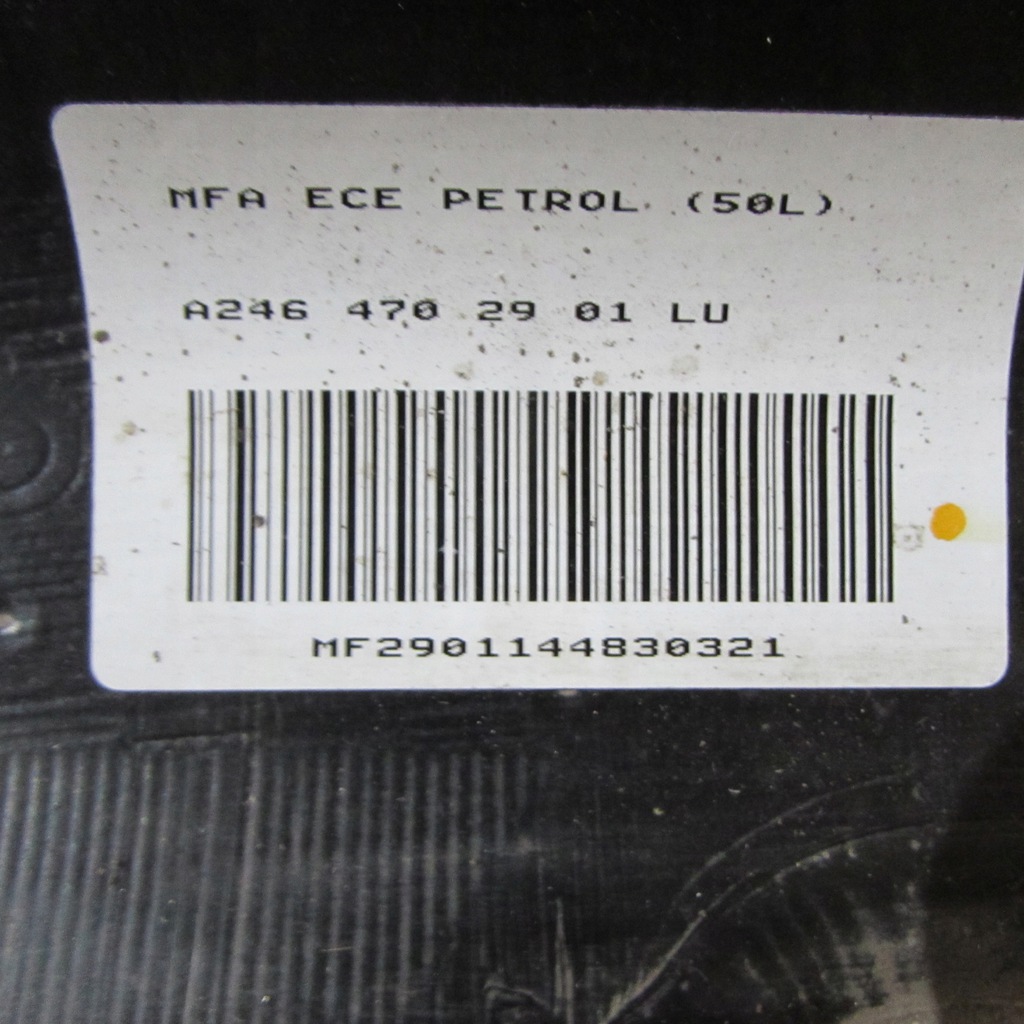 MFA ECE PETROL (50L)
A246 470 29 01 LU
MF2901144830321